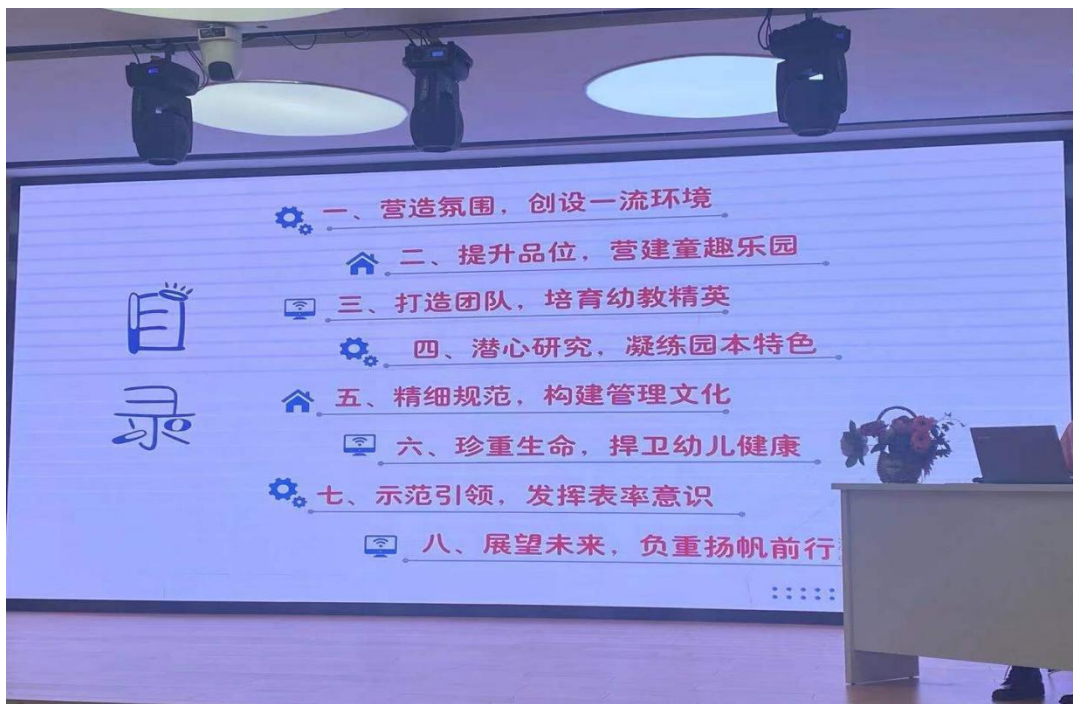 目录
一、营造氛围，创设一流环境
二、提升品位，营建童趣乐园
三、打造团队，培育幼教精英
四、潜心研究，凝练园本特色
五、精细规范，构建管理文化
六、珍重生命，捍卫幼儿健康
七、示范引领，发挥表率意识
八、展望未来，负重扬帆前行